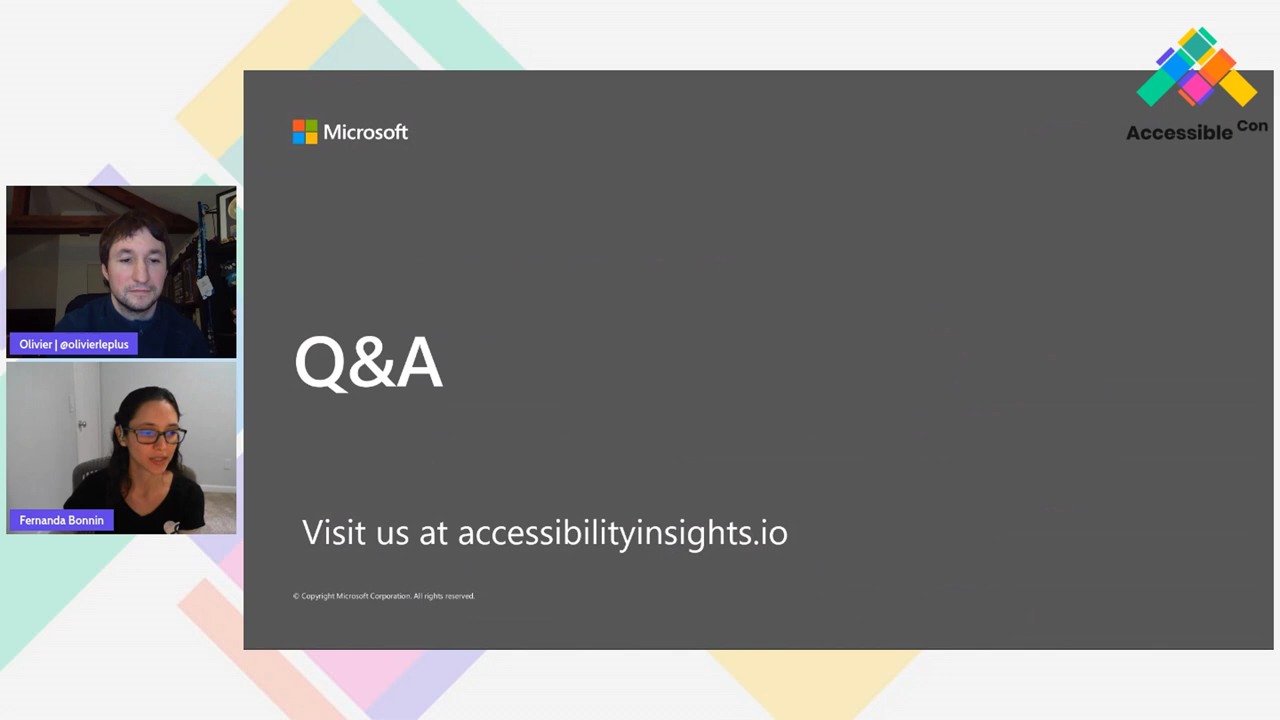 Microsoft
Accessible Con
Olivier | @olivierleplus
Q&A
Fernanda Bonnin
Visit us at accessibilityinsights.io
© Copyright Microsoft Corporation. All rights reserved.